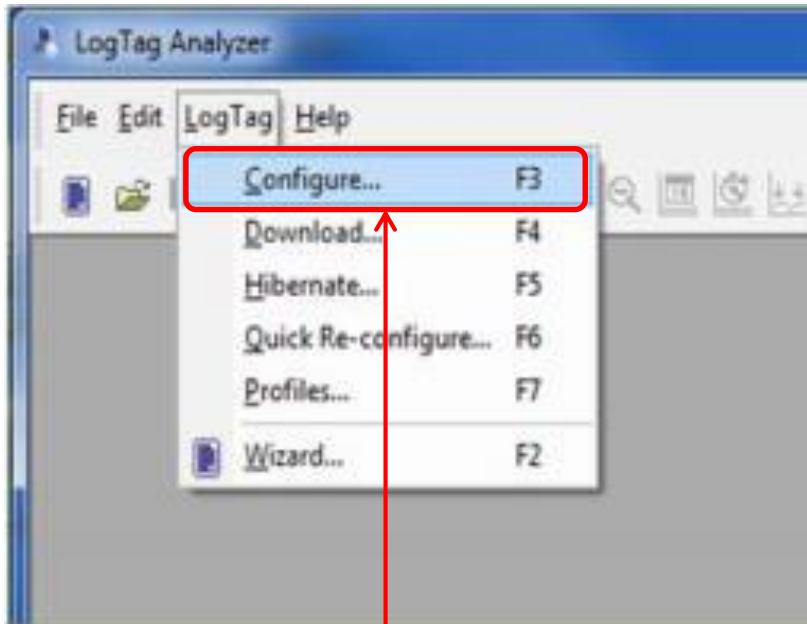 LogTag Analyzer
File Edit LogTag Help
Configure... F3
Download... F4
Hibernate... F5
Quick Re-configure... F6
Profiles... F7
Wizard... F2